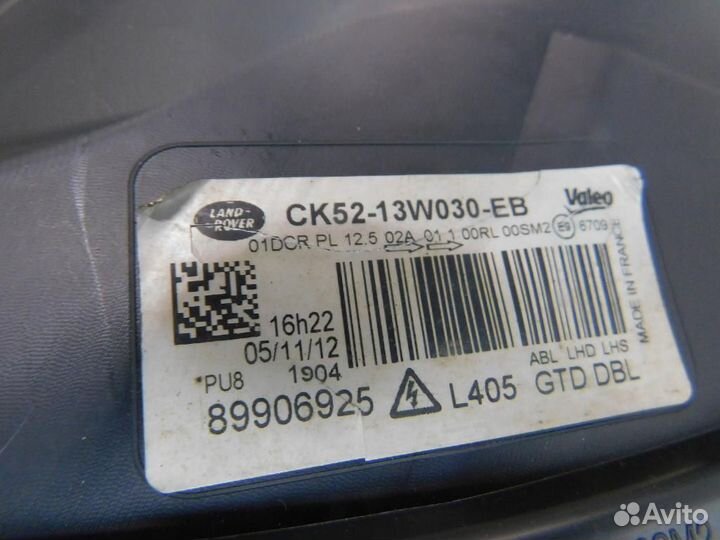 LAND-
ROVER
CK52-13W030-EB
Valeo
01DCR PL 12.5 02A 01 1 00RL 00SM2 E9 6709
MADE IN FRANCE
16h22
05/11/12
1904
*PU8
ABL LHD LHS
89906925 L405 GTD DBL
Avito